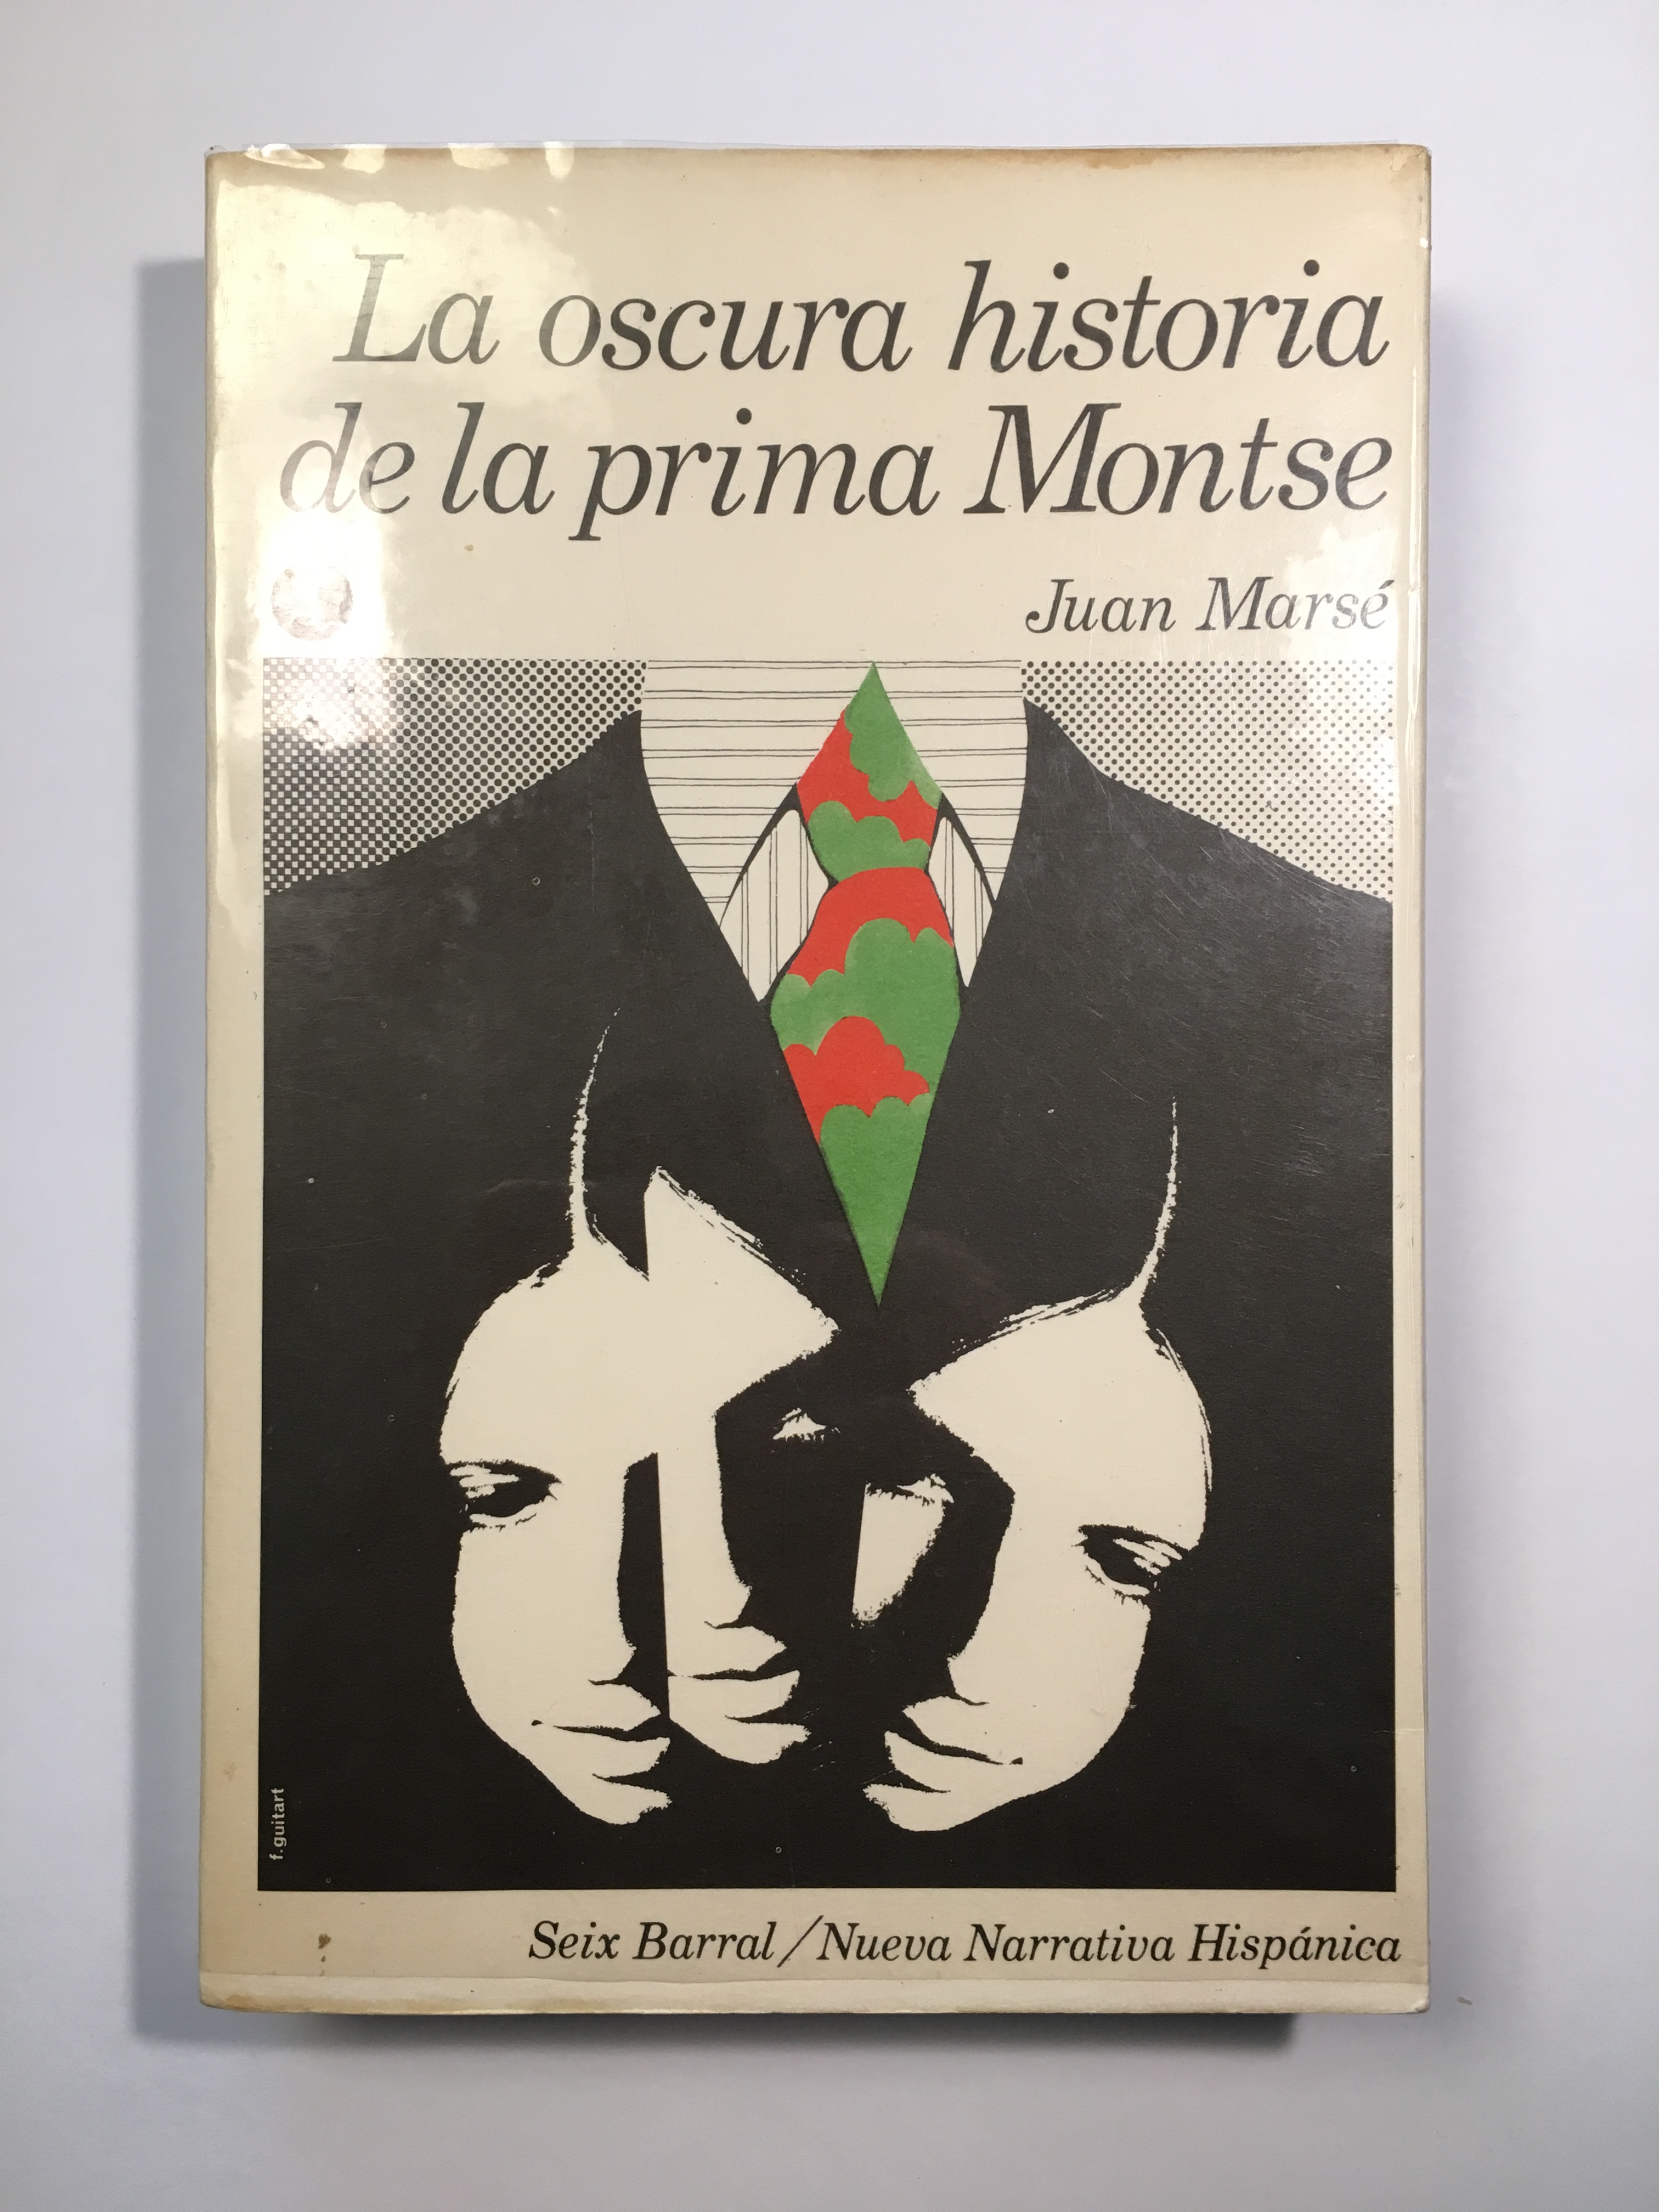 La oscura historia
de la prima Montse
Juan Marsé
f.guitart
Seix Barral/Nueva Narrativa Hispánica